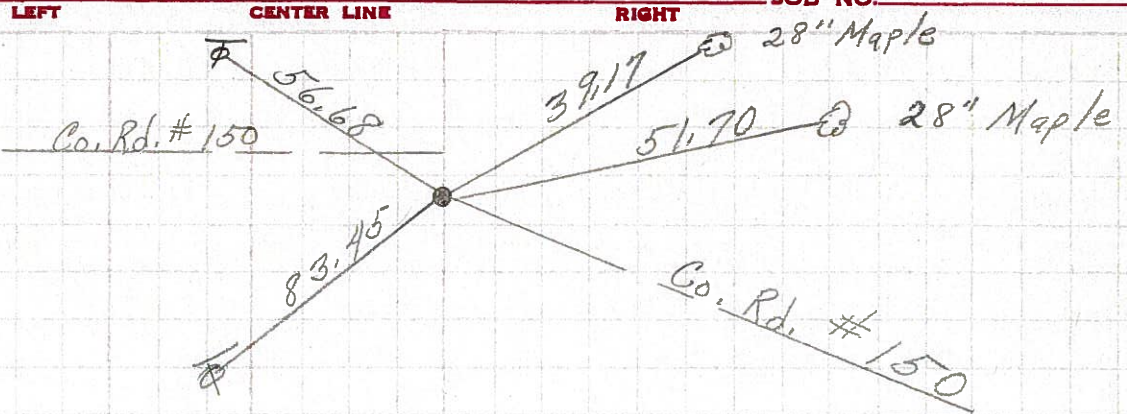 LEFT CENTER LINE RIGHT JOB NO.
28" Maple
56.68
39.17
Co. Rd. # 150
51.70
28" Maple
83.45
Co. Rd. # 150